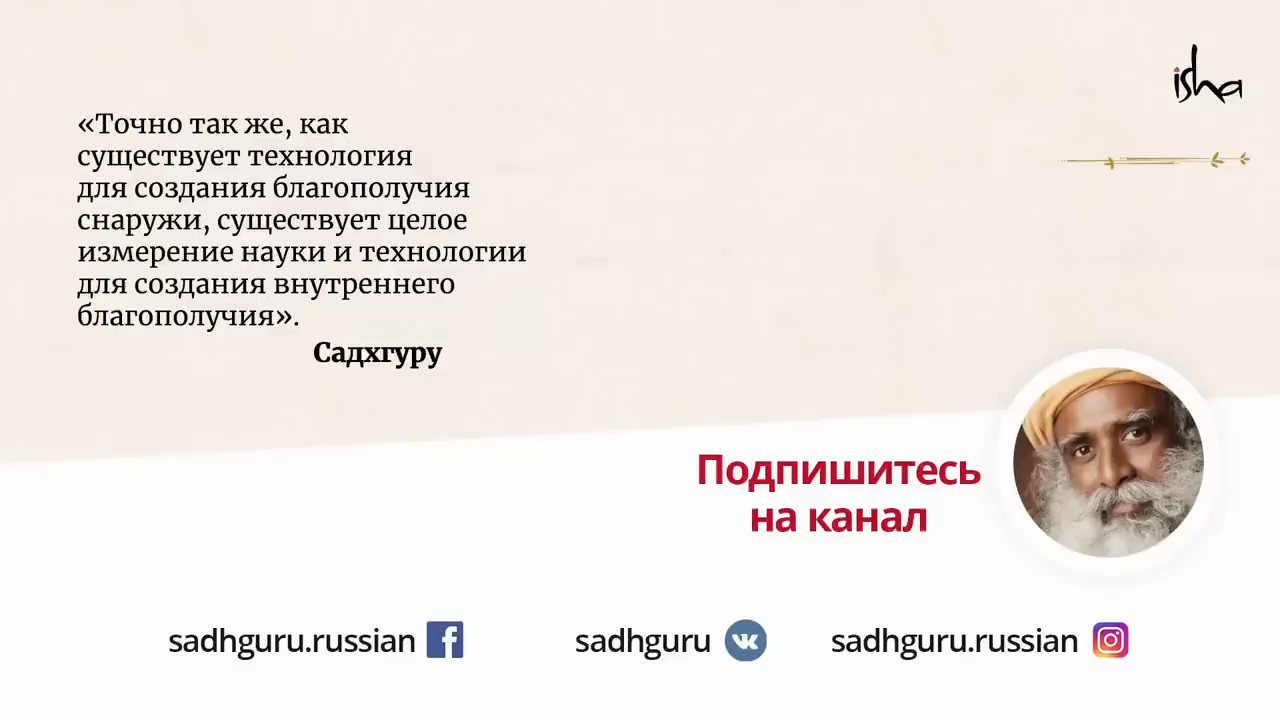 isha
«Точно так же, как
существует технология
для создания благополучия
снаружи, существует целое
измерение науки и технологии
для создания внутреннего
благополучия».
Садхгуру
Подпишитесь
на канал
sadhguru.russian
sadhguru
sadhguru.russian